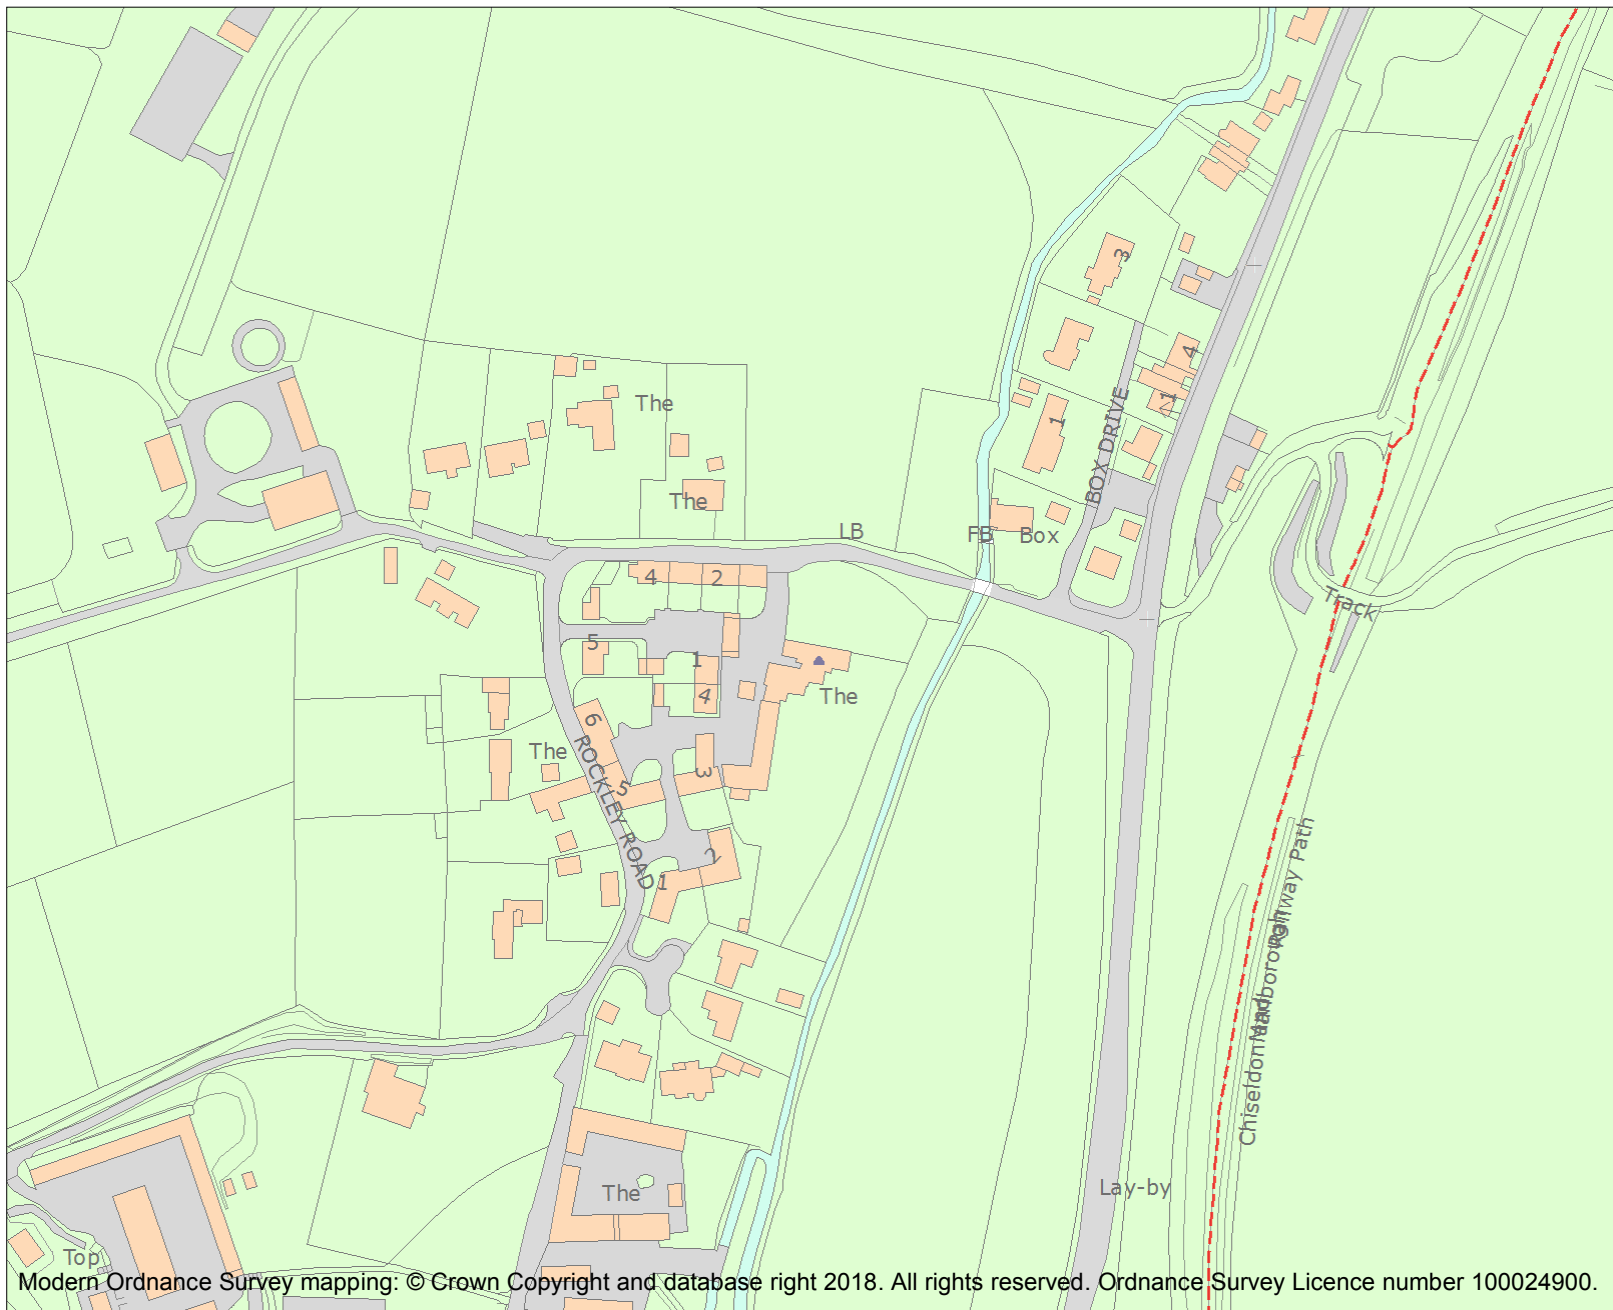 3
4
The
1
1
BOX DRIVE
The
LB
FB
Box
4
2
Track
5
1
4
The
6
The
3
5
ROCKLEY ROAD
2
1
Chiseldon and Marlborough Railway Path
Lay-by
The
Top
Modern Ordnance Survey mapping: © Crown Copyright and database right 2018. All rights reserved. Ordnance Survey Licence number 100024900.